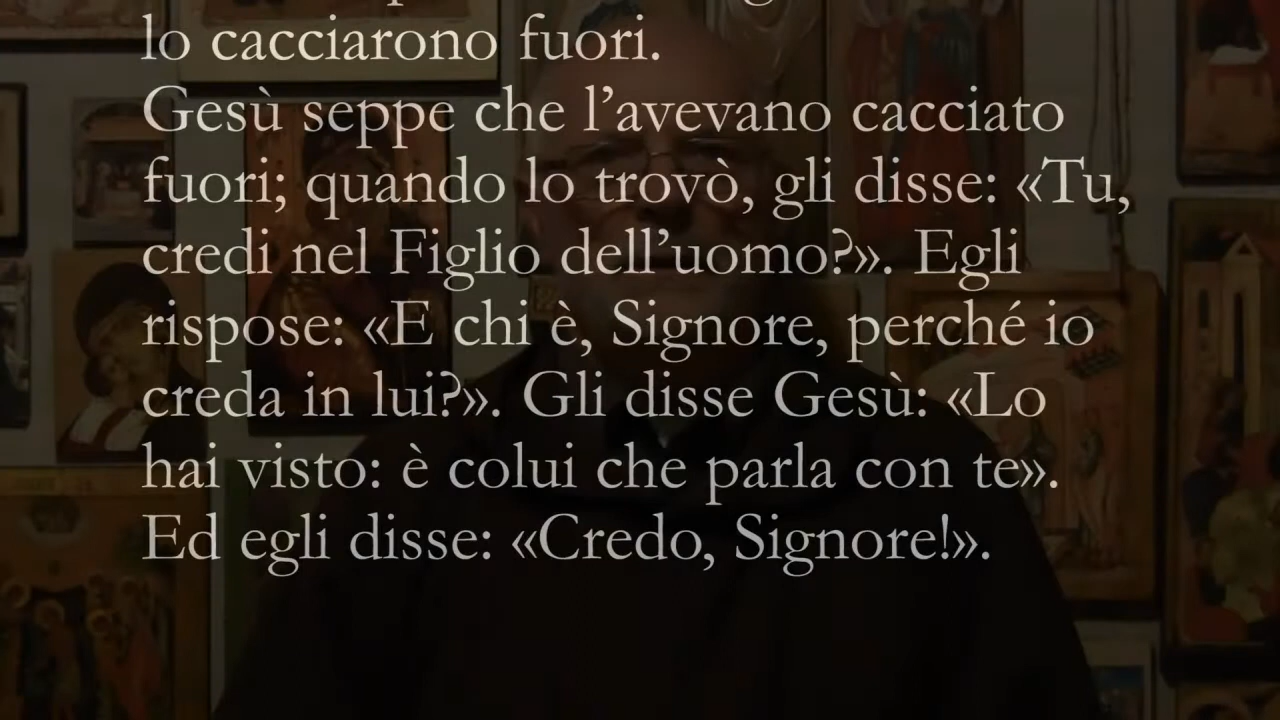 lo cacciarono fuori.
Gesù seppe che l’avevano cacciato
fuori; quando lo trovò, gli disse: «Tu,
credi nel Figlio dell’uomo?». Egli
rispose: «E chi è, Signore, perché io
creda in lui?». Gli disse Gesù: «Lo
hai visto: è colui che parla con te».
Ed egli disse: «Credo, Signore!».